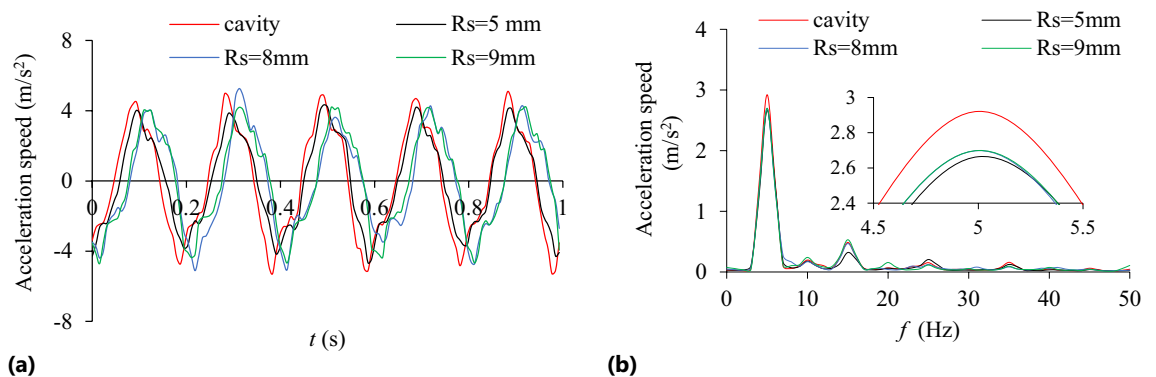 cavity
Rs=5 mm
Rs=8mm
Rs=9mm
8
4
0
-4
-8
0
0.2
0.4
0.6
0.8
1
Acceleration speed (m/s²)
t (s)
(a)
cavity
Rs=5mm
Rs=8mm
Rs=9mm
4
3
2
1
0
0
10
20
30
40
50
Acceleration speed
(m/s²)
f (Hz)
3
2.8
2.6
2.4
4.5
5
5.5
(b)